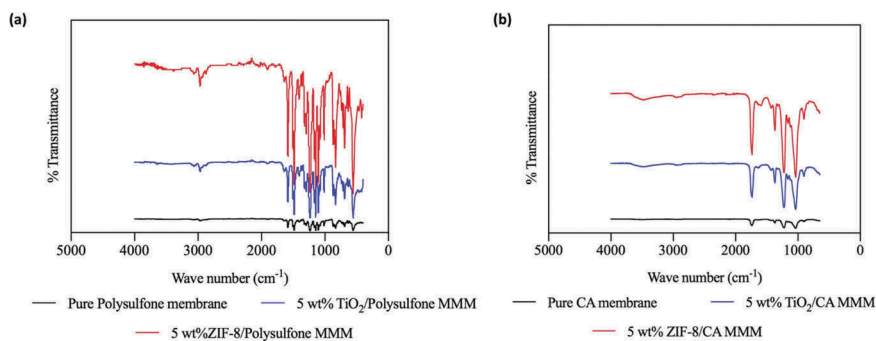 (a)
% Transmittance
5000 4000 3000 2000 1000 0
Wave number (cm⁻¹)
Pure Polysulfone membrane
5 wt% TiO₂/Polysulfone MMM
5 wt%ZIF-8/Polysulfone MMM
(b)
% Transmittance
5000 4000 3000 2000 1000 0
Wave number (cm⁻¹)
Pure CA membrane
5 wt% TiO₂/CA MMM
5 wt% ZIF-8/CA MMM